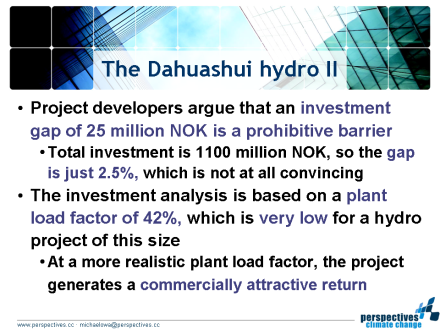 The Dahuashui hydro II
• Project developers argue that an investment
gap of 25 million NOK is a prohibitive barrier
• Total investment is 1100 million NOK, so the gap
is just 2.5%, which is not at all convincing
• The investment analysis is based on a plant
load factor of 42%, which is very low for a hydro
project of this size
• At a more realistic plant load factor, the project
generates a commercially attractive return
www.perspectives.cc · michaelowa@perspectives.cc
perspectives
climate change